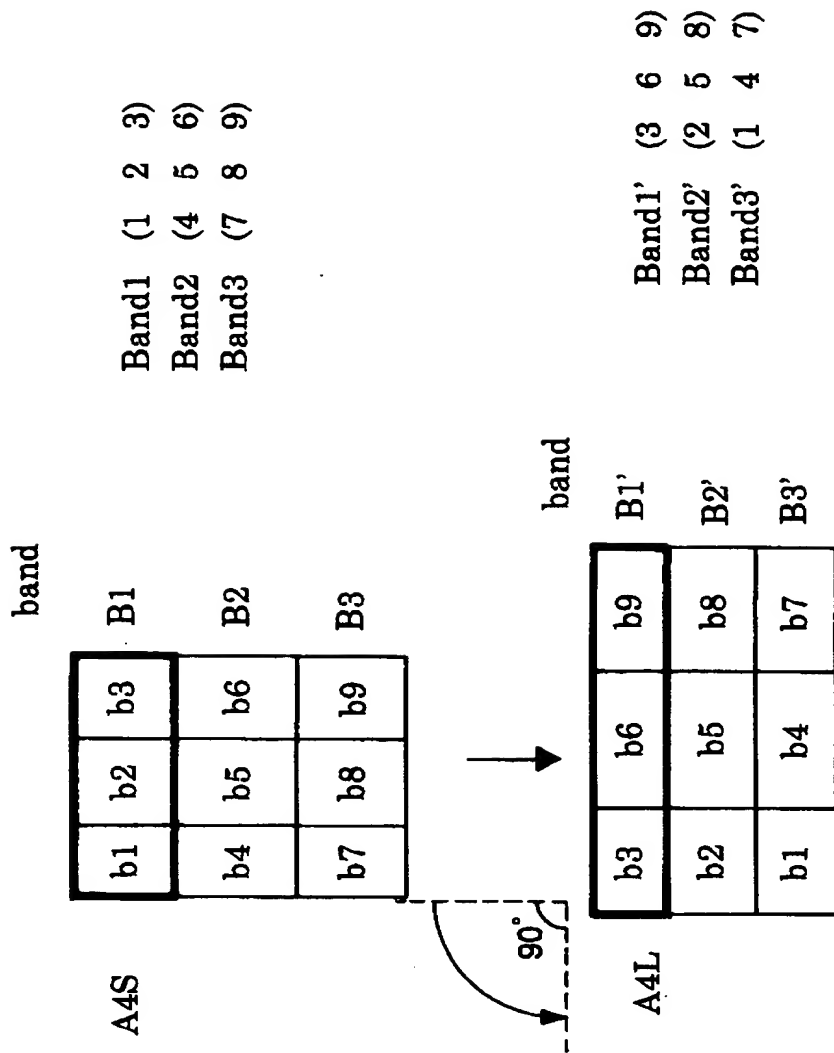 band
A4S
b1 b2 b3 B1
b4 b5 b6 B2
b7 b8 b9 B3
Band1 (1 2 3)
Band2 (4 5 6)
Band3 (7 8 9)
90°
band
A4L
b3 b6 b9 B1'
b2 b5 b8 B2'
b1 b4 b7 B3'
Band1' (3 6 9)
Band2' (2 5 8)
Band3' (1 4 7)